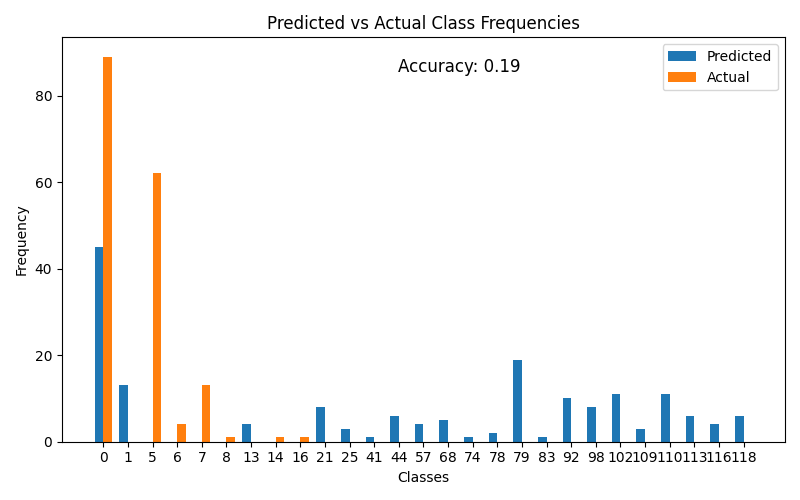 Predicted vs Actual Class Frequencies
Accuracy: 0.19
Predicted
Actual
Frequency
80
60
40
20
0
0 1 5 6 7 8 13 14 16 21 25 41 44 57 68 74 78 79 83 92 98 102 109 110 113 116 118
Classes